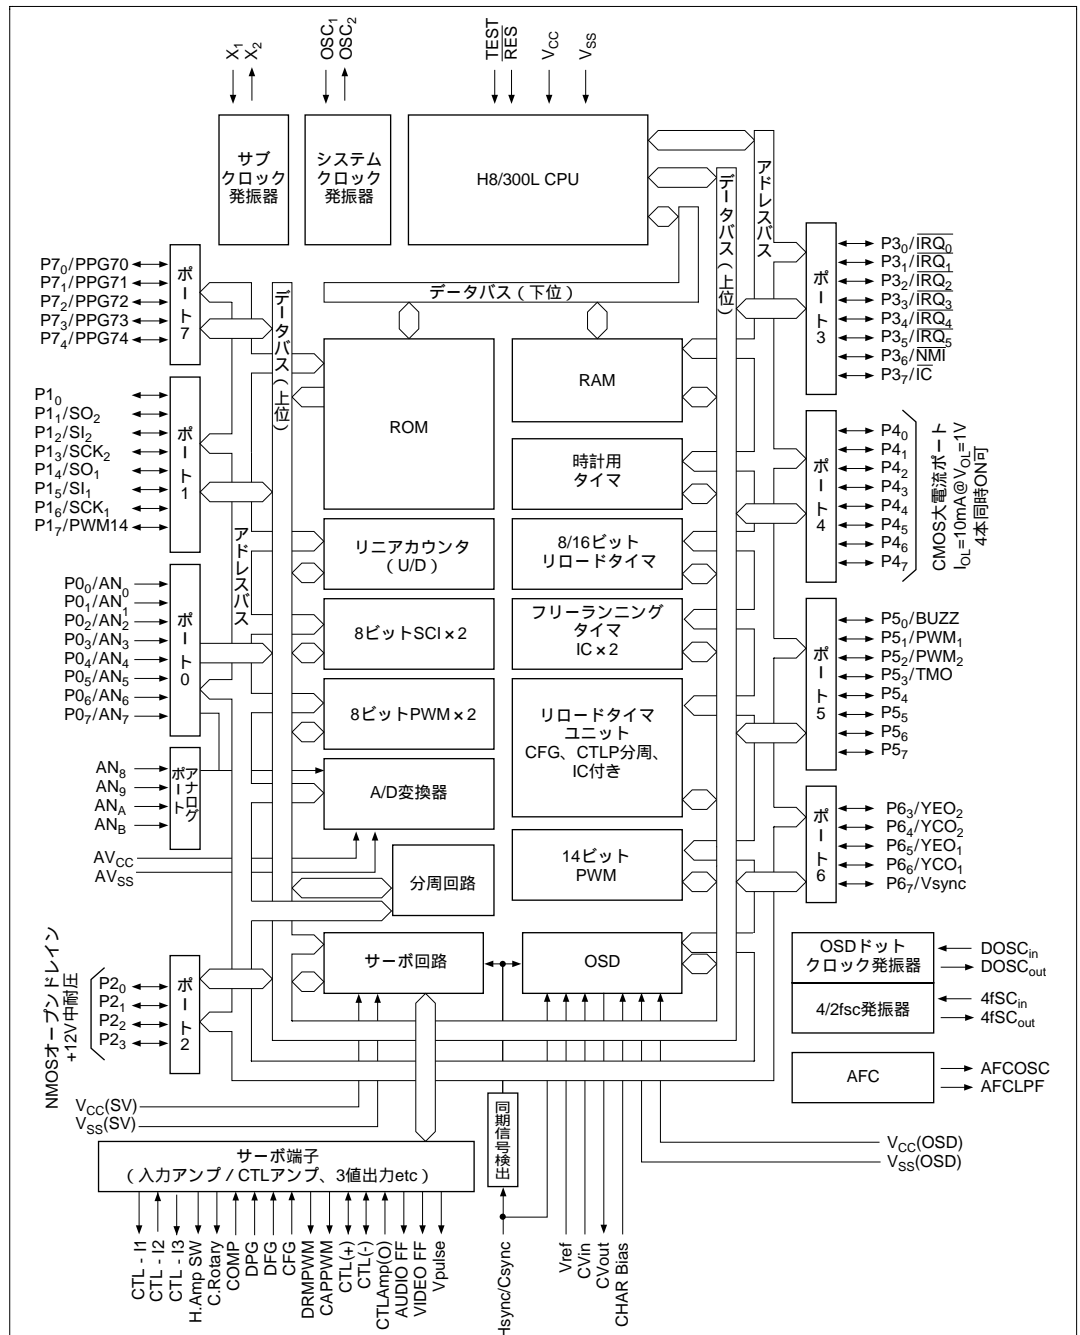 X₁
X₂
OSC₁
OSC₂
TEST
RES
V_CC
V_SS
サブ
クロック
発振器
システム
クロック
発振器
H8/300L CPU
アドレスバス
データバス(上位)
データバス(下位)
P7₀/PPG70
P7₁/PPG71
P7₂/PPG72
P7₃/PPG73
P7₄/PPG74
ポート7
データバス(上位)
P1₀
P1₁/SO₂
P1₂/SI₂
P1₃/SCK₂
P1₄/SO₁
P1₅/SI₁
P1₆/SCK₁
P1₇/PWM14
ポート1
アドレスバス
P0₀/AN₀
P0₁/AN₁
P0₂/AN₂
P0₃/AN₃
P0₄/AN₄
P0₅/AN₅
P0₆/AN₆
P0₇/AN₇
ポート0
AN₈
AN₉
AN_A
AN_B
アナログ
ポート
AV_CC
AV_SS
NMOSオープンドレイン
+12V中耐圧
P2₀
P2₁
P2₂
P2₃
ポート2
ROM
リニアカウンタ
(U/D)
8ビットSCI×2
8ビットPWM×2
A/D変換器
分周回路
サーボ回路
RAM
時計用
タイマ
8/16ビット
リロードタイマ
フリーランニング
タイマ
IC×2
リロードタイマ
ユニット
CFG、CTLP分周、
IC付き
14ビット
PWM
OSD
ポート3
P3₀/IRQ₀
P3₁/IRQ₁
P3₂/IRQ₂
P3₃/IRQ₃
P3₄/IRQ₄
P3₅/IRQ₅
P3₆/NMI
P3₇/IC
ポート4
P4₀
P4₁
P4₂
P4₃
P4₄
P4₅
P4₆
P4₇
CMOS大電流ポート
I_OL=10mA@V_OL=1V
4本同時ON可
ポート5
P5₀/BUZZ
P5₁/PWM₁
P5₂/PWM₂
P5₃/TMO
P5₄
P5₅
P5₆
P5₇
ポート6
P6₃/YEO₂
P6₄/YCO₂
P6₅/YEO₁
P6₆/YCO₁
P6₇/Vsync
OSDドット
クロック発振器
DOSC_in
DOSC_out
4/2fsc発振器
4fSC_in
4fSC_out
AFC
AFCOSC
AFCLPF
V_CC(SV)
V_SS(SV)
同期信号検出
V_CC(OSD)
V_SS(OSD)
サーボ端子
(入力アンプ / CTLアンプ、3値出力etc)
CTL - I1
CTL - I2
CTL - I3
H.Amp SW
C.Rotary
COMP
DPG
DFG
CFG
DRMPWM
CAPPWM
CTL(+)
CTL(-)
CTLAmp(O)
AUDIO FF
VIDEO FF
Vpulse
Hsync/Csync
Vref
CVin
CVout
CHAR Bias